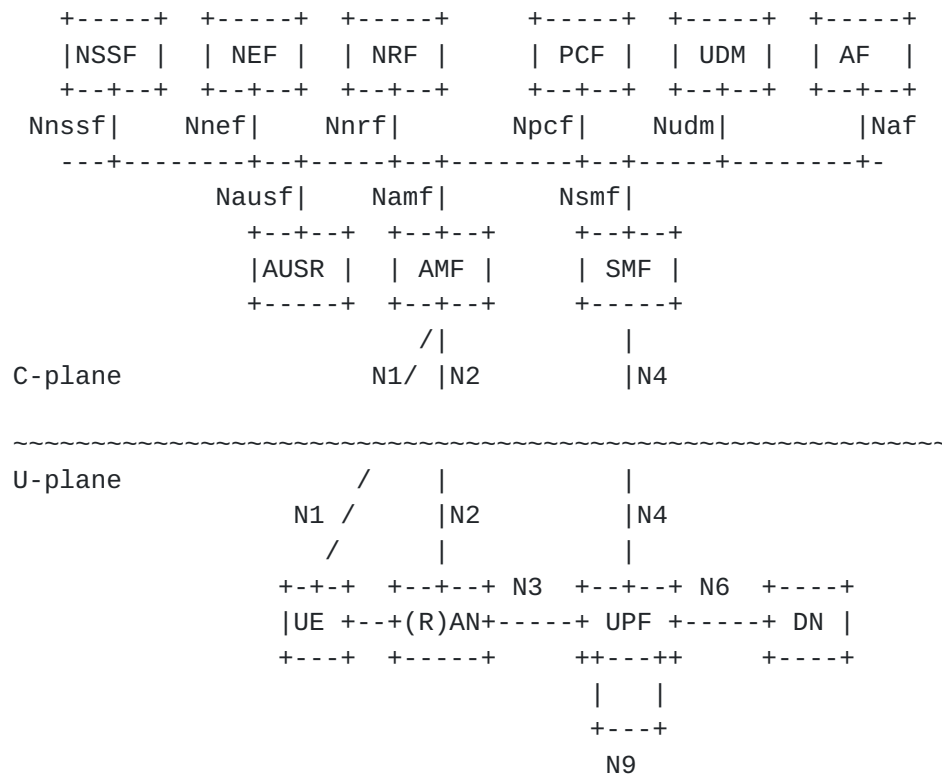 +-----+  +-----+  +-----+     +-----+  +-----+  +-----+
|NSSF |  | NEF |  | NRF |     | PCF |  | UDM |  | AF  |
+--+--+  +--+--+  +--+--+     +--+--+  +--+--+  +--+--+
Nnssf|    Nnef|    Nnrf|       Npcf|    Nudm|        |Naf
---+--------+--+-----+--+--------+--+-----+--------+-
Nausf|    Namf|       Nsmf|
+--+--+  +--+--+     +--+--+
|AUSR |  | AMF |     | SMF |
+-----+  +--+--+     +-----+
/|           |
C-plane                N1/ |N2         |N4
~~~~~~~~~~~~~~~~~~~~~~~~~~~~~~~~~~~~~~~~~~~~~~~~~~~~~~~~~~~~
U-plane               /    |           |
N1 /     |N2         |N4
/      |           |
+-+-+  +--+--+ N3  +--+--+ N6  +----+
|UE +--+(R)AN+-----+ UPF +-----+ DN |
+---+  +-----+     ++---++     +----+
|   |
+---+
N9